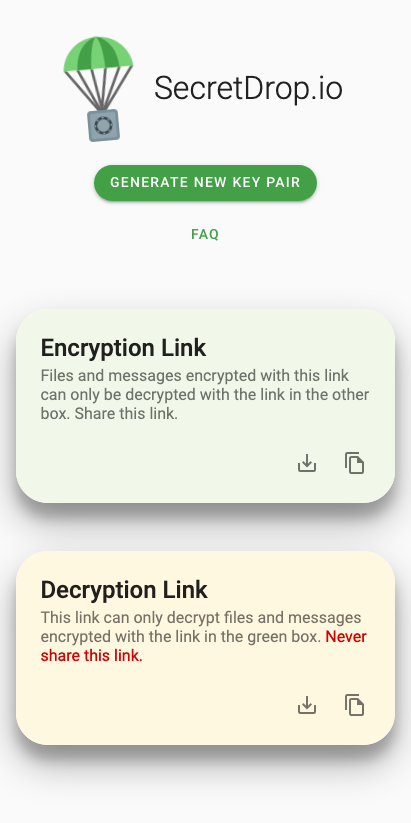 SecretDrop.io
GENERATE NEW KEY PAIR
FAQ
Encryption Link
Files and messages encrypted with this link
can only be decrypted with the link in the other
box. Share this link.
Decryption Link
This link can only decrypt files and messages
encrypted with the link in the green box. Never
share this link.